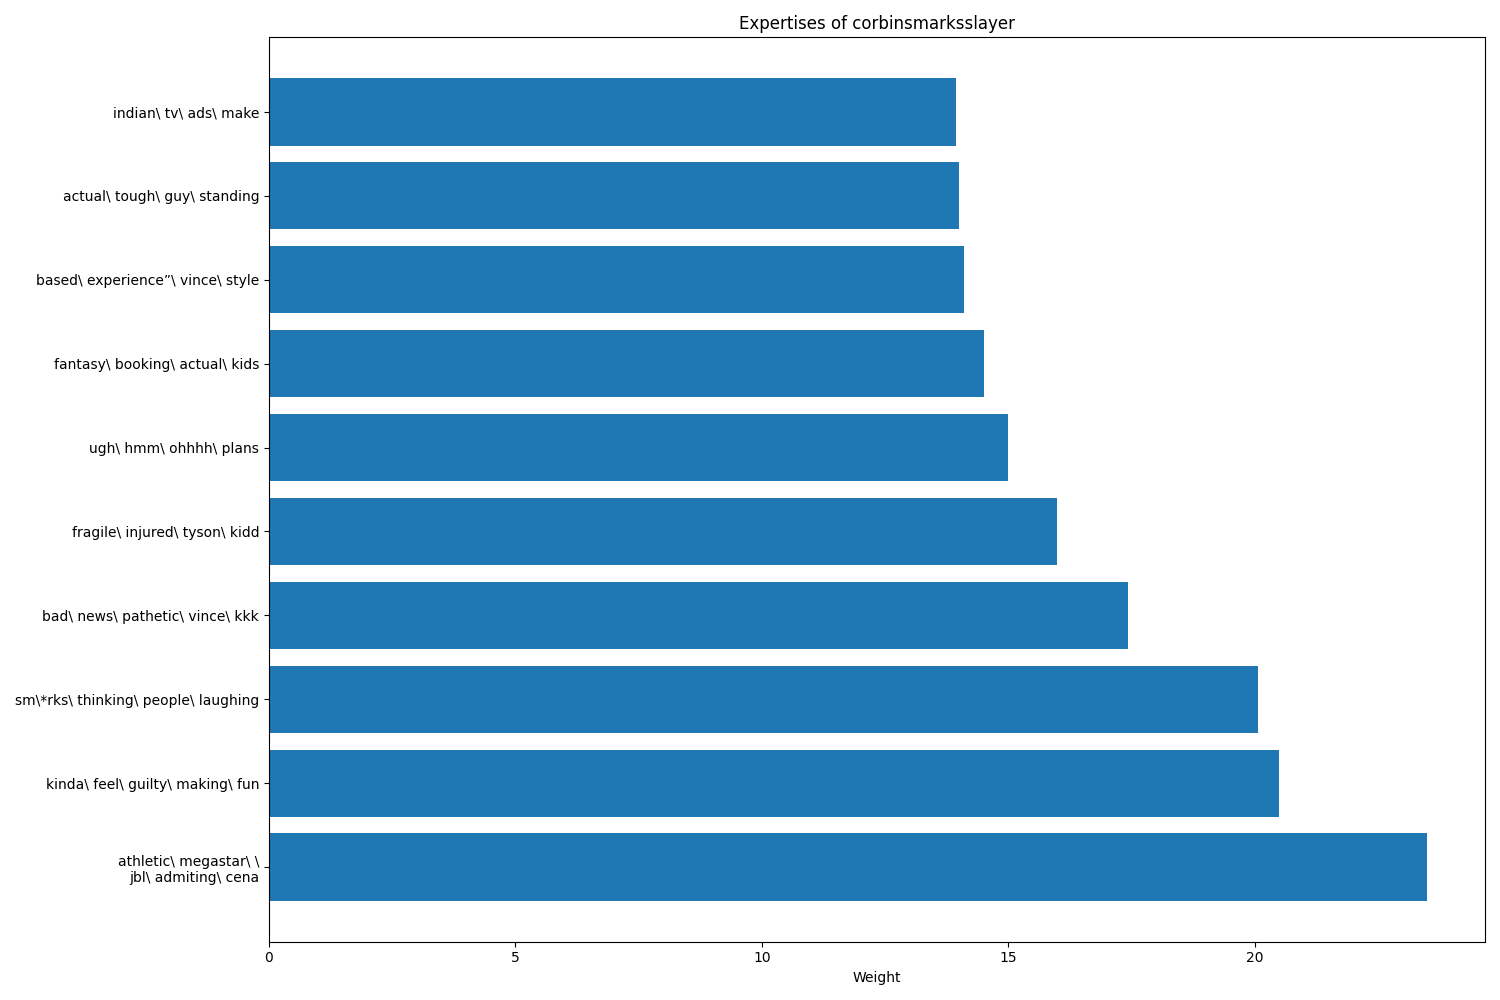 Expertises of corbinsmarksslayer
indian\ tv\ ads\ make
actual\ tough\ guy\ standing
based\ experience”\ vince\ style
fantasy\ booking\ actual\ kids
ugh\ hmm\ ohhhh\ plans
fragile\ injured\ tyson\ kidd
bad\ news\ pathetic\ vince\ kkk
sm\*rks\ thinking\ people\ laughing
kinda\ feel\ guilty\ making\ fun
athletic\ megastar\ \
jbl\ admiting\ cena
0 5 10 15 20
Weight